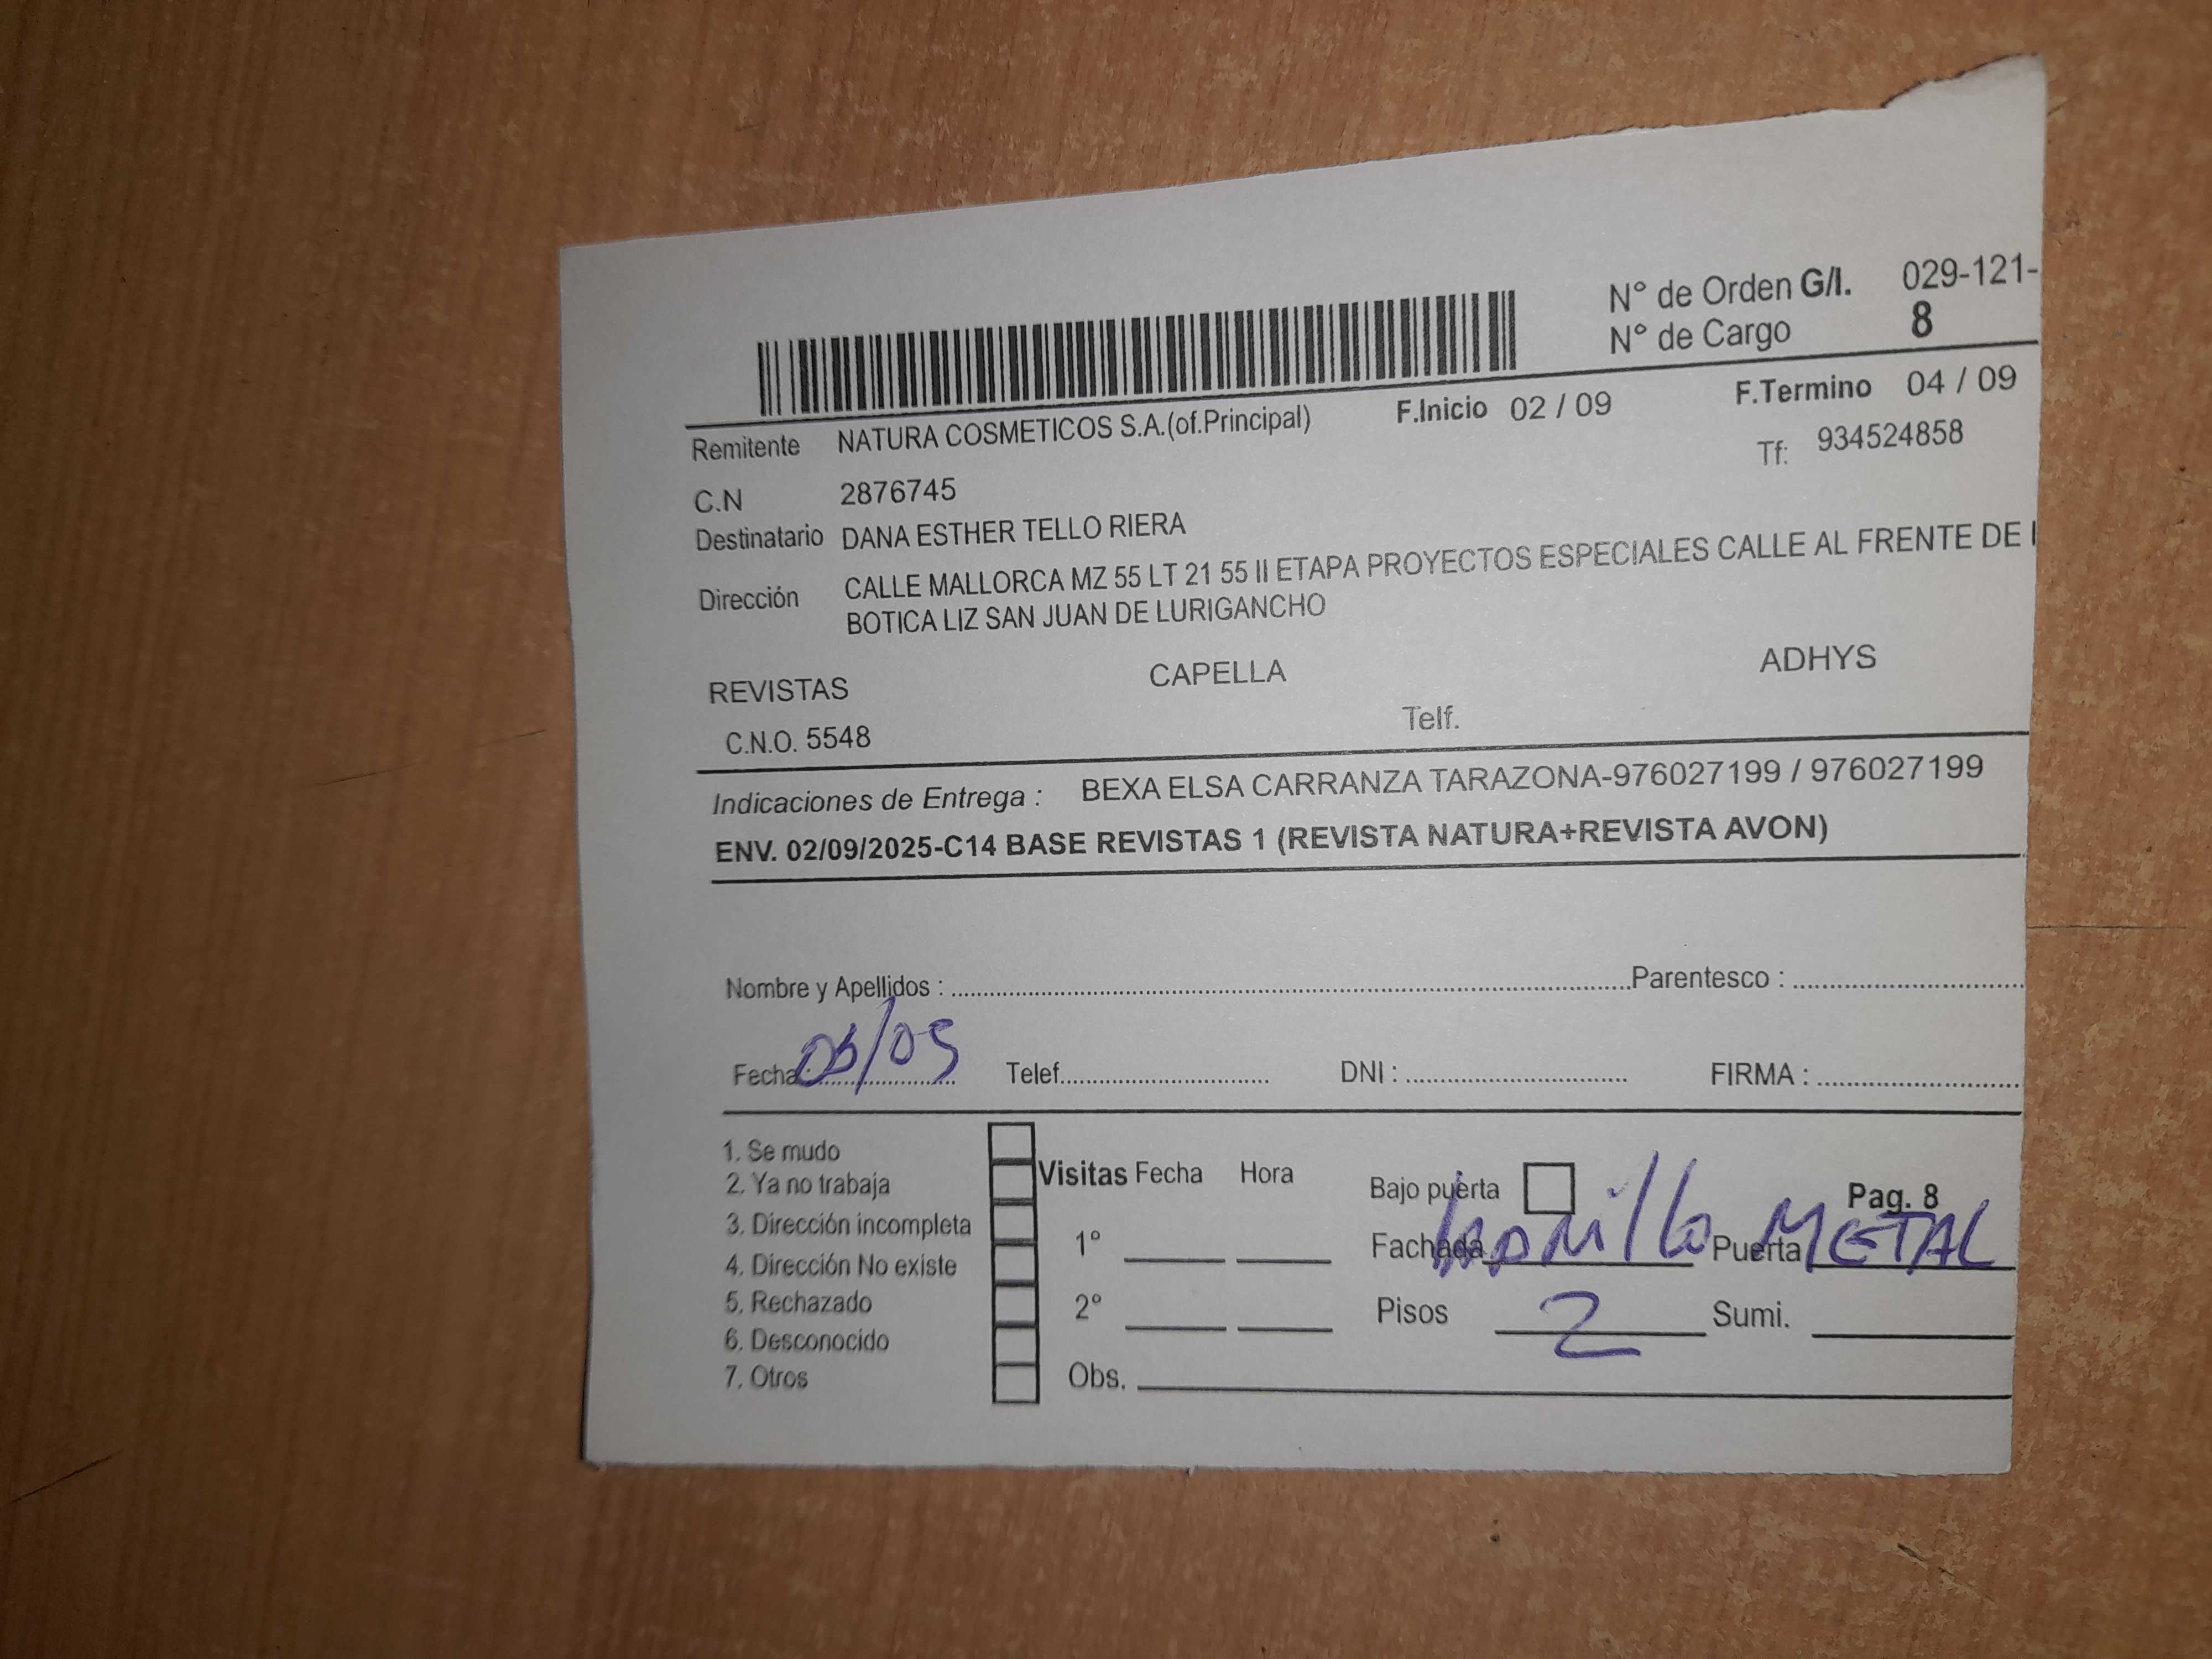 N° de Orden G/I. 029-121-
N° de Cargo 8
F.Inicio 02 / 09 F.Termino 04 / 09
Remitente NATURA COSMETICOS S.A.(of.Principal)
Tf: 934524858
C.N 2876745
Destinatario DANA ESTHER TELLO RIERA
Dirección CALLE MALLORCA MZ 55 LT 21 55 II ETAPA PROYECTOS ESPECIALES CALLE AL FRENTE DE
BOTICA LIZ SAN JUAN DE LURIGANCHO
REVISTAS CAPELLA ADHYS
C.N.O. 5548 Telf.
Indicaciones de Entrega : BEXA ELSA CARRANZA TARAZONA-976027199 / 976027199
ENV. 02/09/2025-C14 BASE REVISTAS 1 (REVISTA NATURA+REVISTA AVON)
Nombre y Apellidos : Parentesco :
Fecha : Telef. DNI : FIRMA :
1. Se mudo
2. Ya no trabaja
3. Dirección incompleta
4. Dirección No existe
5. Rechazado
6. Desconocido
7. Otros
Visitas Fecha Hora
1°
2°
Obs.
Bajo puerta Pag. 8
Fachada Puerta METAL
Pisos 2 Sumi.